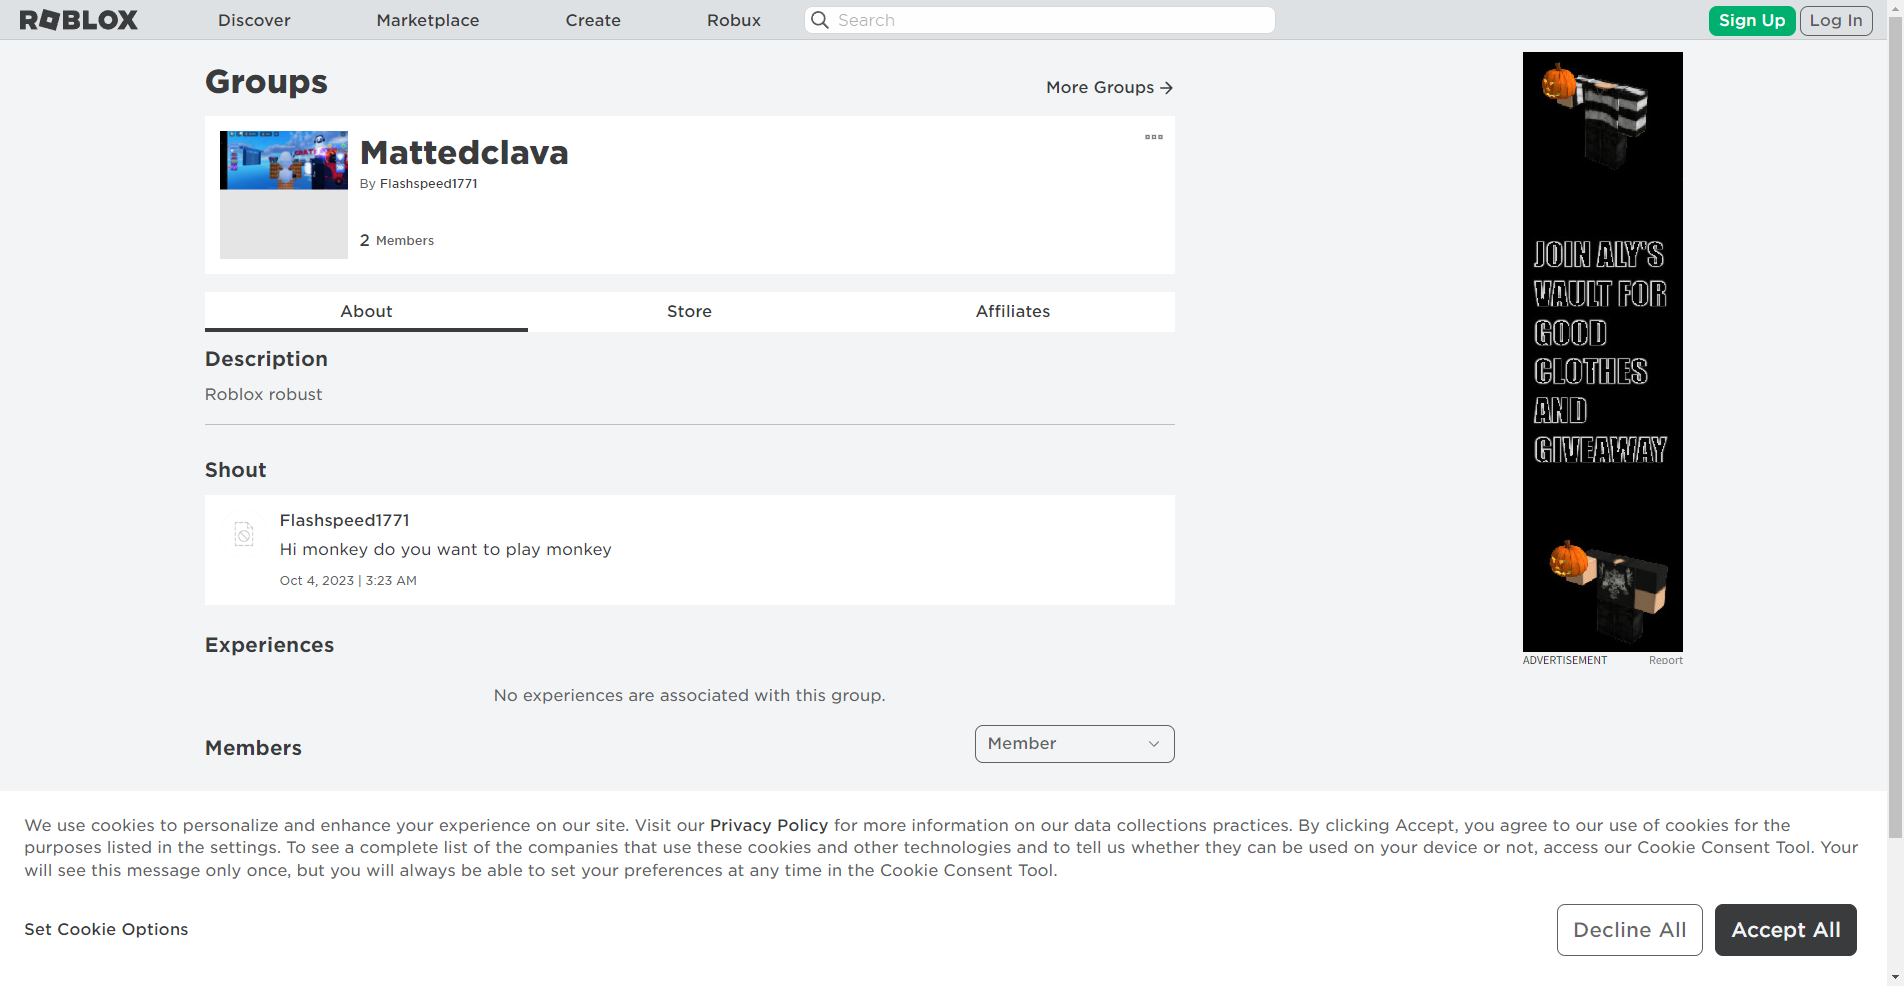 ROBLOX
Discover
Marketplace
Create
Robux
Search
Sign Up
Log In
Groups
More Groups →
Mattedclava
By Flashspeed1771
2 Members
About
Store
Affiliates
Description
Roblox robust
Shout
Flashspeed1771
Hi monkey do you want to play monkey
Oct 4, 2023 | 3:23 AM
Experiences
No experiences are associated with this group.
Members
Member
JOIN ALY'S
VAULT FOR
GOOD
CLOTHES
AND
GIVEAWAY
ADVERTISEMENT
Report
We use cookies to personalize and enhance your experience on our site. Visit our Privacy Policy for more information on our data collections practices. By clicking Accept, you agree to our use of cookies for the
purposes listed in the settings. To see a complete list of the companies that use these cookies and other technologies and to tell us whether they can be used on your device or not, access our Cookie Consent Tool. Your
will see this message only once, but you will always be able to set your preferences at any time in the Cookie Consent Tool.
Set Cookie Options
Decline All
Accept All